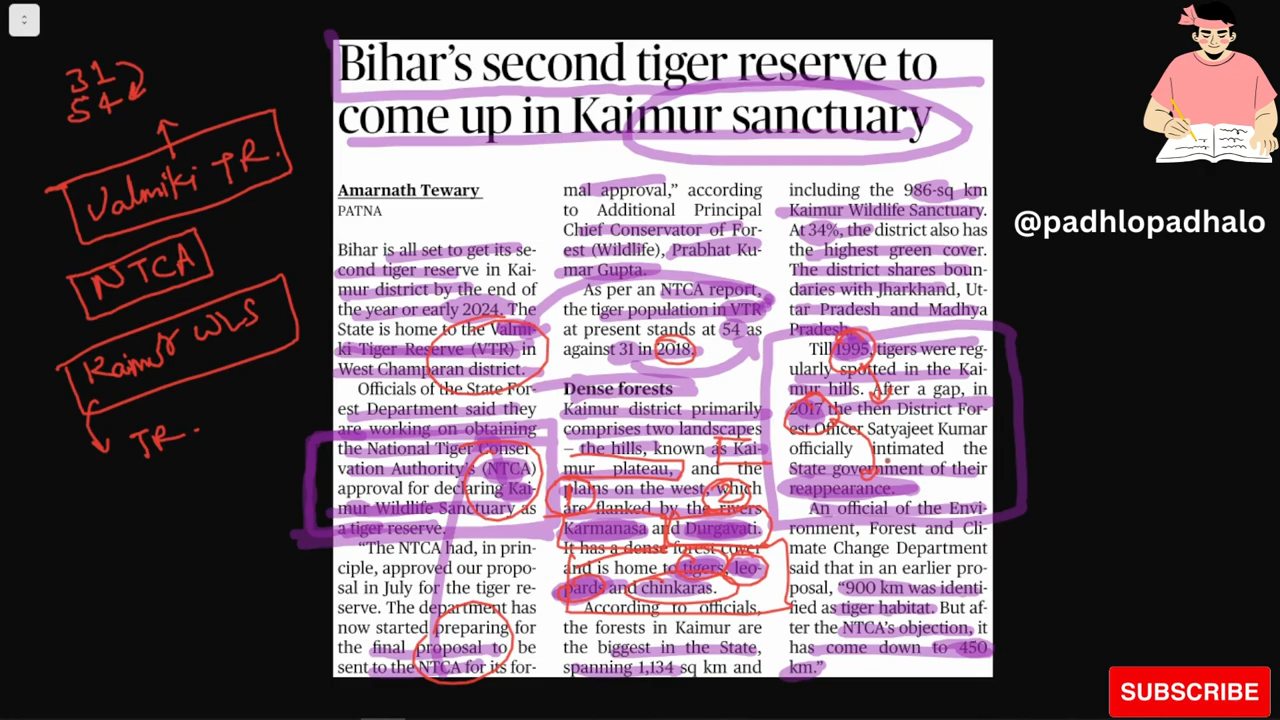 31
54
Valmiki TR.
NTCA
Kaimur WLS
TR.
Bihar's second tiger reserve to
come up in Kaimur sanctuary
Amarnath Tewary
PATNA
Bihar is all set to get its se-
cond tiger reserve in Kai-
mur district by the end of
the year or early 2024. The
State is home to the Valmi-
ki Tiger Reserve (VTR) in
West Champaran district.
Officials of the State For-
est Department said they
are working on obtaining
the National Tiger Conser-
vation Authority's (NTCA)
approval for declaring Kai-
mur Wildlife Sanctuary as
a tiger reserve.
“The NTCA had, in prin-
ciple, approved our propo-
sal in July for the tiger re-
serve. The department has
now started preparing for
the final proposal to be
sent to the NTCA for its for-
mal approval,” according
to Additional Principal
Chief Conservator of For-
est (Wildlife), Prabhat Ku-
mar Gupta.
As per an NTCA report,
the tiger population in VTR
at present stands at 54 as
against 31 in 2018.
Dense forests
Kaimur district primarily
comprises two landscapes
– the hills, known as Kai-
mur plateau, and the
plains on the west, which
are flanked by the rivers
Karmanasa and Durgavati.
It has a dense forest cover
and is home to tigers, leo-
pards and chinkaras.
According to officials,
the forests in Kaimur are
the biggest in the State,
spanning 1,134 sq km and
including the 986-sq km
Kaimur Wildlife Sanctuary.
At 34%, the district also has
the highest green cover.
The district shares boun-
daries with Jharkhand, Ut-
tar Pradesh and Madhya
Pradesh.
Till 1995, tigers were reg-
ularly spotted in the Kai-
mur hills. After a gap, in
2017 the then District For-
est Officer Satyajeet Kumar
officially intimated the
State government of their
reappearance.
An official of the Envi-
ronment, Forest and Cli-
mate Change Department
said that in an earlier pro-
posal, “900 km was identi-
fied as tiger habitat. But af-
ter the NTCA's objection, it
has come down to 450
km.”
@padhlopadhalo
SUBSCRIBE